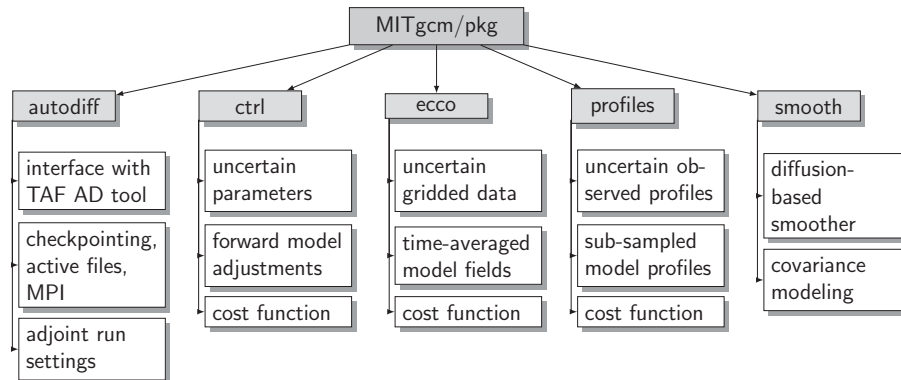 MITgcm/pkg
autodiff
interface with
TAF AD tool
checkpointing,
active files,
MPI
adjoint run
settings
ctrl
uncertain
parameters
forward model
adjustments
cost function
ecco
uncertain
gridded data
time-averaged
model fields
cost function
profiles
uncertain ob-
served profiles
sub-sampled
model profiles
cost function
smooth
diffusion-
based
smoother
covariance
modeling